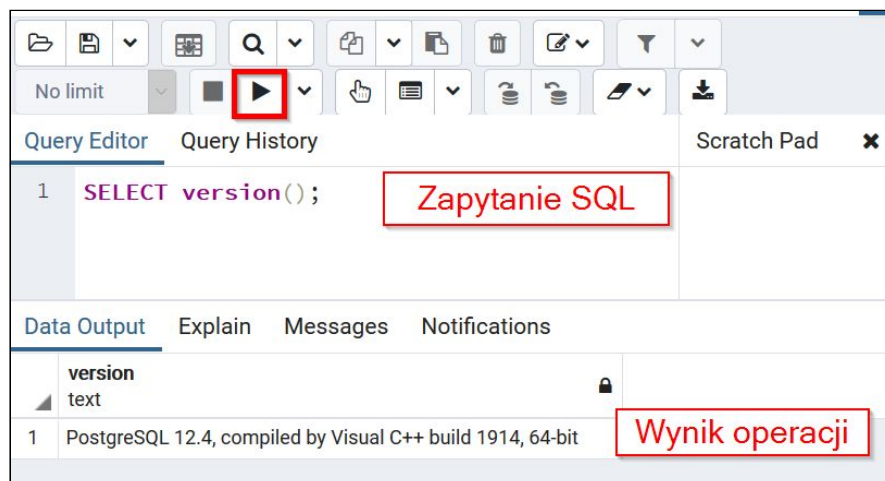 No limit
Query Editor Query History Scratch Pad
1 SELECT version();
Zapytanie SQL
Data Output Explain Messages Notifications
version
text
1 PostgreSQL 12.4, compiled by Visual C++ build 1914, 64-bit
Wynik operacji